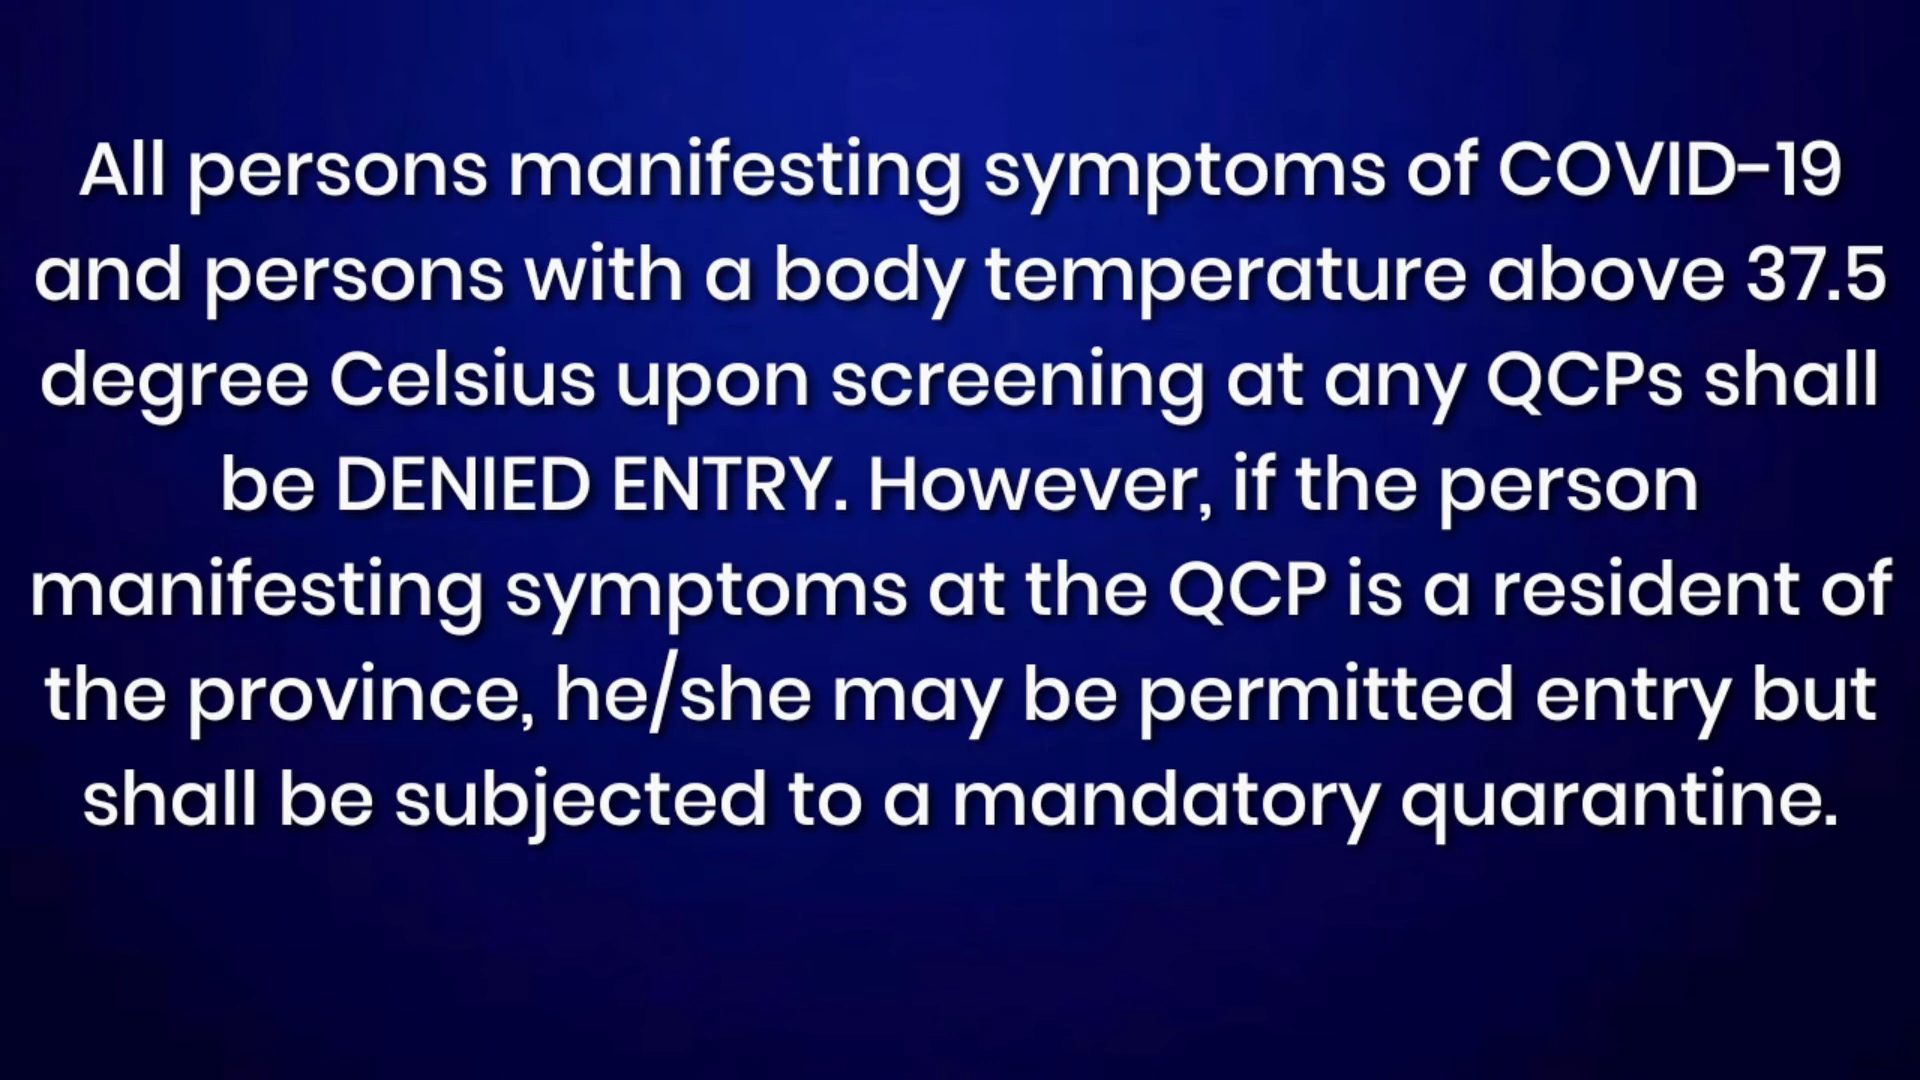 All persons manifesting symptoms of COVID-19
and persons with a body temperature above 37.5
degree Celsius upon screening at any QCPs shall
be DENIED ENTRY. However, if the person
manifesting symptoms at the QCP is a resident of
the province, he/she may be permitted entry but
shall be subjected to a mandatory quarantine.